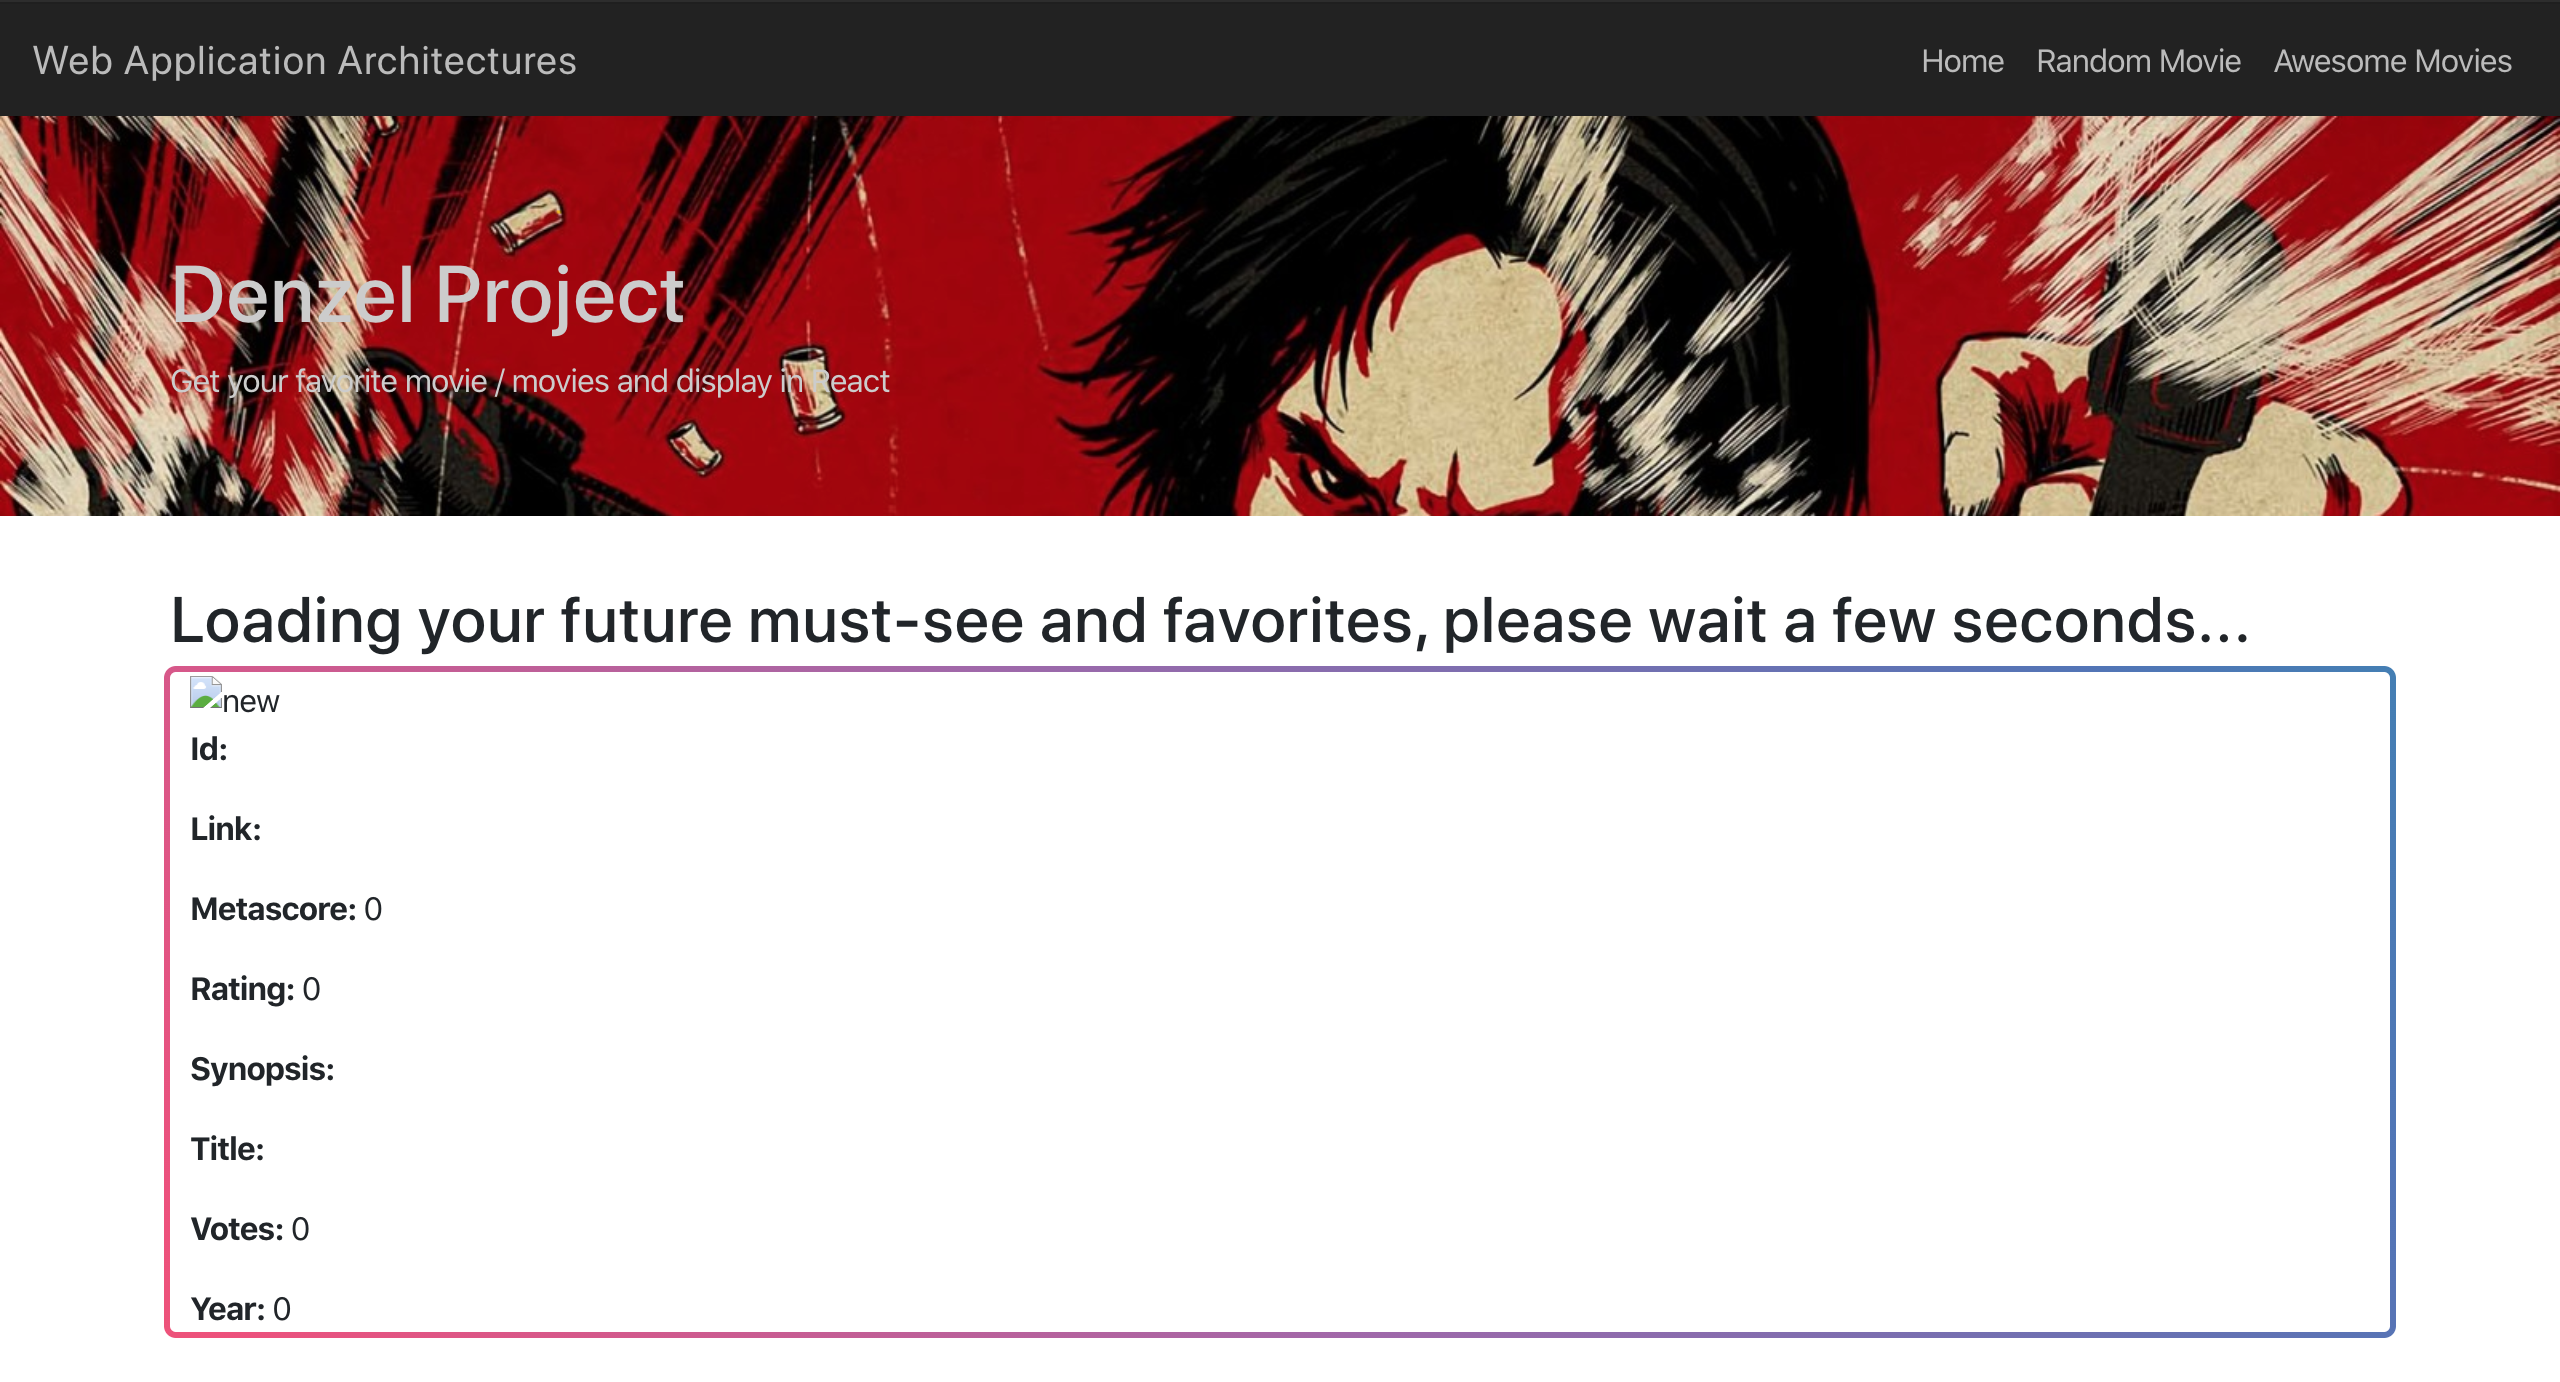 Web Application Architectures
Home Random Movie Awesome Movies
Denzel Project
Get your favorite movie / movies and display in React
Loading your future must-see and favorites, please wait a few seconds...
new
Id:
Link:
Metascore: 0
Rating: 0
Synopsis:
Title:
Votes: 0
Year: 0